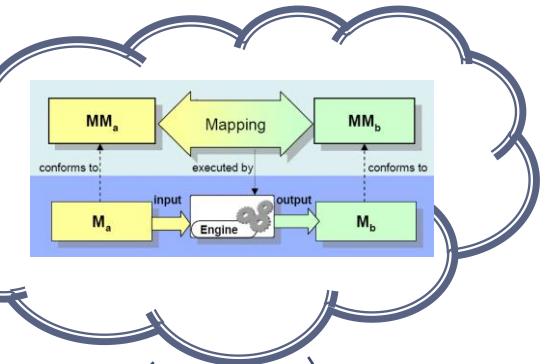 MMa
Mapping
MMb
conforms to
executed by
conforms to
input
output
Ma
Engine
Mb